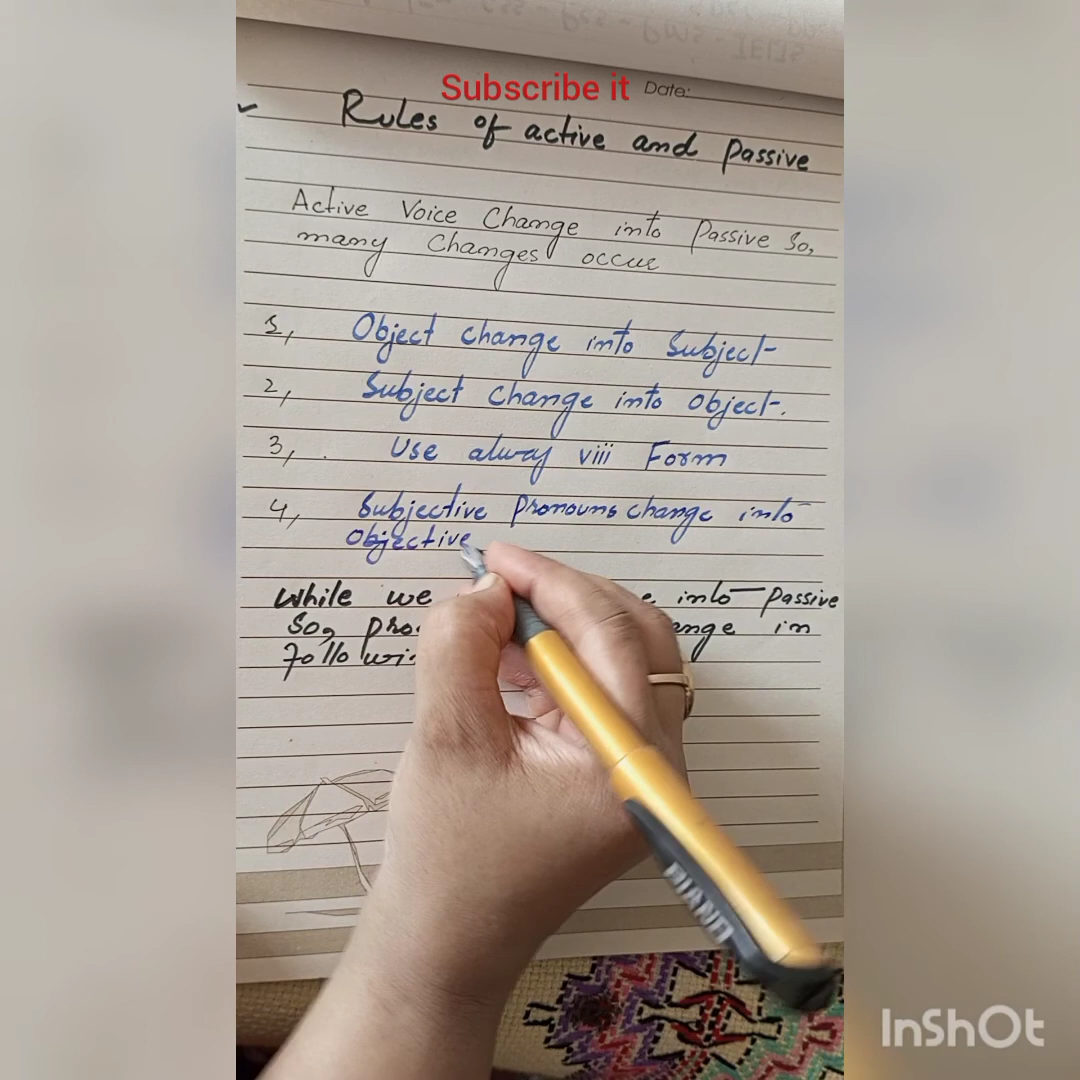 Subscribe it
Date:
Rules of active and passive
Active Voice Change into Passive So,
many Changes occur
1, Object change into Subject
2, Subject Change into Object.
3, Use alway viii Form
4, Subjective pronouns change into
Objective
While we into passive
So, in
PIANO
InShOt